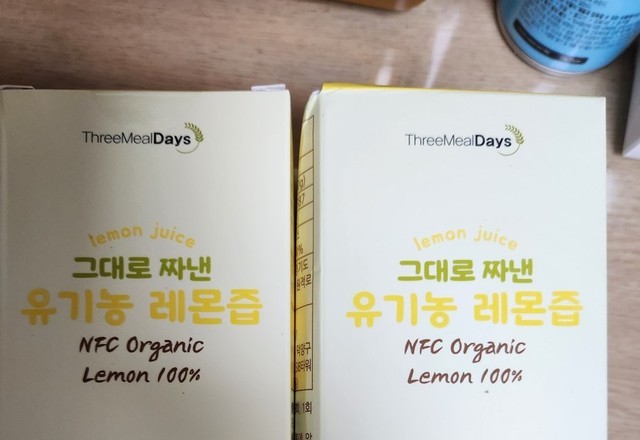 ThreeMealDays
lemon juice
그대로 짜낸
유기농 레몬즙
NFC Organic
Lemon 100%
ThreeMealDays
lemon juice
그대로 짜낸
유기농 레몬즙
NFC Organic
Lemon 100%